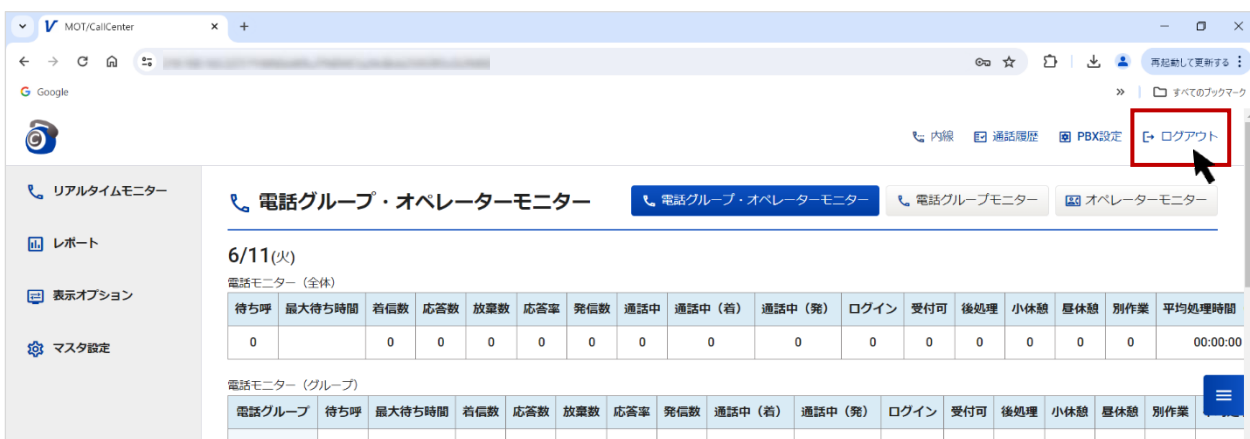 MOT/CallCenter
再起動して更新する
Google
すべてのブックマーク
内線 通話履歴 PBX設定 ログアウト
リアルタイムモニター
レポート
表示オプション
マスタ設定
電話グループ・オペレーターモニター
電話グループ・オペレーターモニター 電話グループモニター オペレーターモニター
6/11(火)
電話モニター（全体）
待ち呼 最大待ち時間 着信数 応答数 放棄数 応答率 発信数 通話中 通話中（着） 通話中（発） ログイン 受付可 後処理 小休憩 昼休憩 別作業 平均処理時間
0 0 0 0 0 0 0 0 0 0 0 0 0 0 0 00:00:00
電話モニター（グループ）
電話グループ 待ち呼 最大待ち時間 着信数 応答数 放棄数 応答率 発信数 通話中（着） 通話中（発） ログイン 受付可 後処理 小休憩 昼休憩 別作業